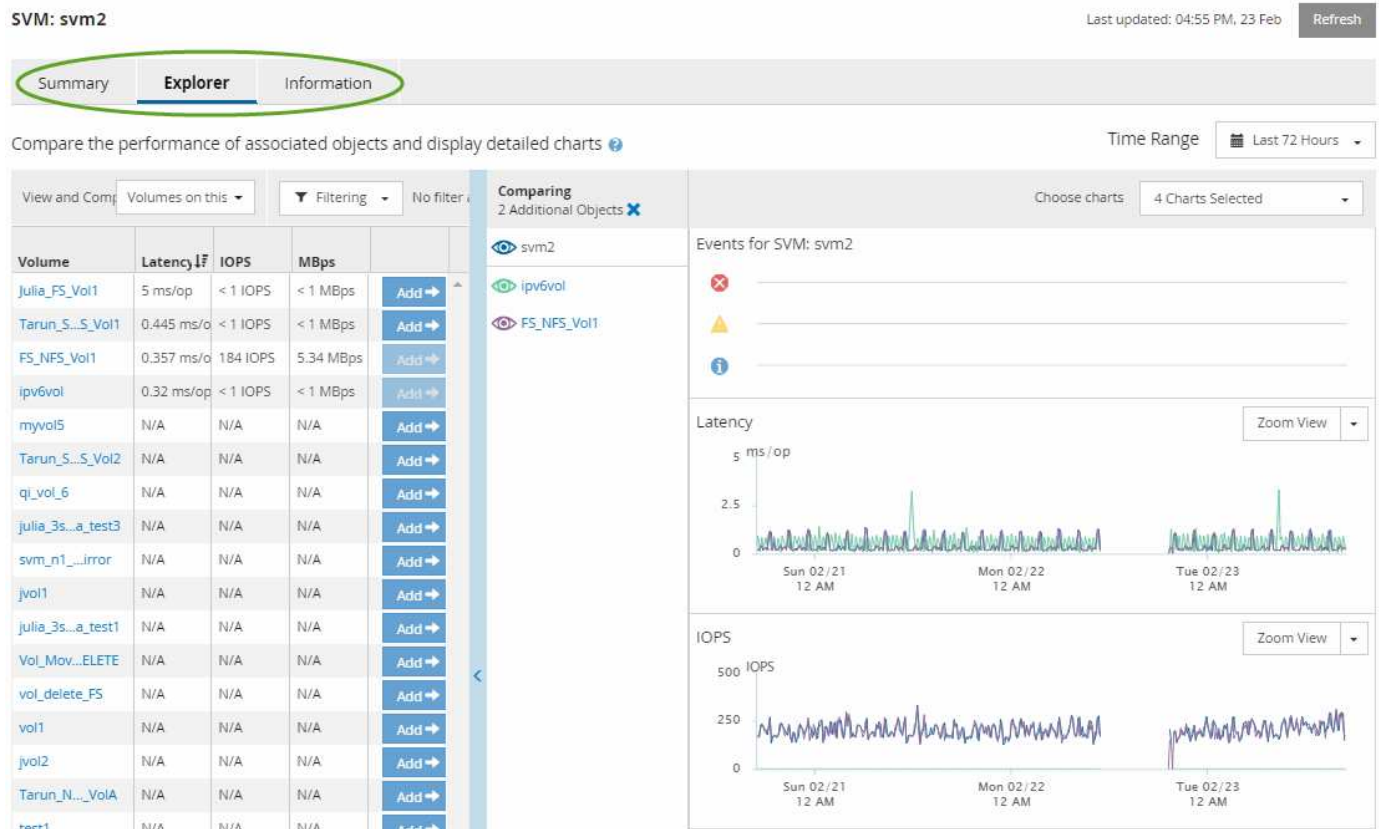 SVM: svm2
Last updated: 04:55 PM, 23 Feb Refresh
Summary Explorer Information
Compare the performance of associated objects and display detailed charts ?
Time Range Last 72 Hours
View and Comp Volumes on this Filtering No filter
Comparing
2 Additional Objects
Choose charts 4 Charts Selected
Volume Latency IOPS MBps
Julia_FS_Vol1 5 ms/op < 1 IOPS < 1 MBps Add
Tarun_S...S_Vol1 0.445 ms/o < 1 IOPS < 1 MBps Add
FS_NFS_Vol1 0.357 ms/o 184 IOPS 5.34 MBps Add
ipv6vol 0.32 ms/op < 1 IOPS < 1 MBps Add
myvol5 N/A N/A N/A Add
Tarun_S...S_Vol2 N/A N/A N/A Add
qi_vol_6 N/A N/A N/A Add
julia_3s...a_test3 N/A N/A N/A Add
svm_n1_...irror N/A N/A N/A Add
jvol1 N/A N/A N/A Add
julia_3s...a_test1 N/A N/A N/A Add
Vol_Mov...ELETE N/A N/A N/A Add
vol_delete_FS N/A N/A N/A Add
vol1 N/A N/A N/A Add
jvol2 N/A N/A N/A Add
Tarun_N..._VolA N/A N/A N/A Add
test1 N/A N/A N/A Add
svm2
ipv6vol
FS_NFS_Vol1
Events for SVM: svm2
Latency Zoom View
5 ms/op
2.5
0
Sun 02/21 Mon 02/22 Tue 02/23
12 AM 12 AM 12 AM
IOPS Zoom View
500 IOPS
250
0
Sun 02/21 Mon 02/22 Tue 02/23
12 AM 12 AM 12 AM